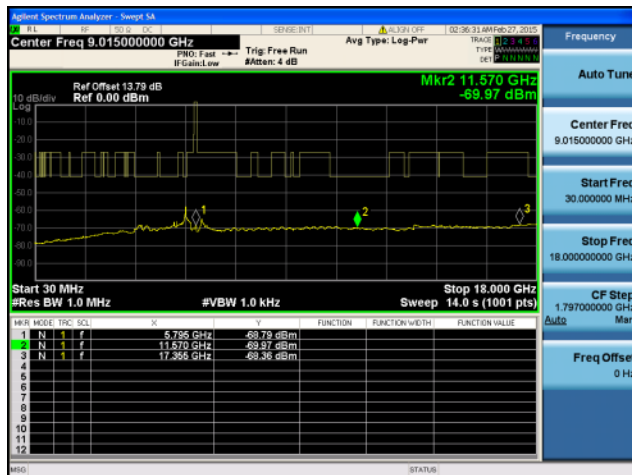 Agilent Spectrum Analyzer - Swept SA
RL RF 50 Ω DC SENSE:INT ALIGN OFF 02:36:31 AM Feb 27, 2015
Center Freq 9.015000000 GHz
PNO: Fast
IFGain:Low
Trig: Free Run
#Atten: 4 dB
Avg Type: Log-Pwr
TRACE 1 2 3 4 5 6
TYPE
DET P N N N N N
Frequency
Auto Tune
Mkr2 11.570 GHz
-69.97 dBm
Ref Offset 13.79 dB
10 dB/div Ref 0.00 dBm
Log
-10.0
-20.0
-30.0
-40.0
-50.0
-60.0
-70.0
-80.0
-90.0
1
2
3
Center Freq
9.015000000 GHz
Start Freq
30.000000 MHz
Stop Freq
18.000000000 GHz
CF Step
1.797000000 GHz
Auto Man
Freq Offset
0 Hz
Start 30 MHz Stop 18.000 GHz
#Res BW 1.0 MHz #VBW 1.0 kHz Sweep 14.0 s (1001 pts)
MKR MODE TRC SCL X Y FUNCTION FUNCTION WIDTH FUNCTION VALUE
1 N 1 f 5.795 GHz -69.79 dBm
2 N 1 f 11.570 GHz -69.97 dBm
3 N 1 f 17.355 GHz -68.36 dBm
4
5
6
7
8
9
10
11
12
MSG STATUS